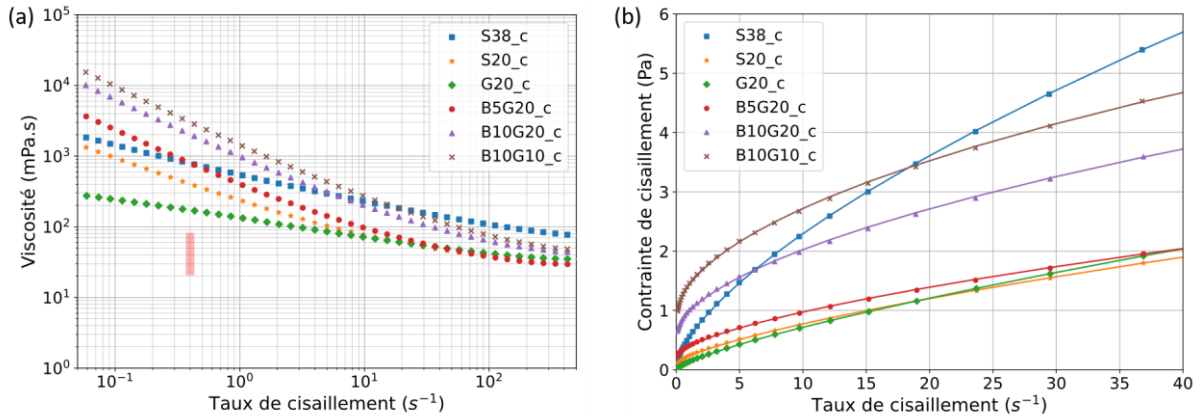 (a)
10^5
10^4
10^3
10^2
10^1
10^0
Viscosité (mPa.s)
S38_c
S20_c
G20_c
B5G20_c
B10G20_c
B10G10_c
10^-1
10^0
10^1
10^2
Taux de cisaillement (s^-1)
(b)
6
5
4
3
2
1
0
Contrainte de cisaillement (Pa)
S38_c
S20_c
G20_c
B5G20_c
B10G20_c
B10G10_c
0
5
10
15
20
25
30
35
40
Taux de cisaillement (s^-1)